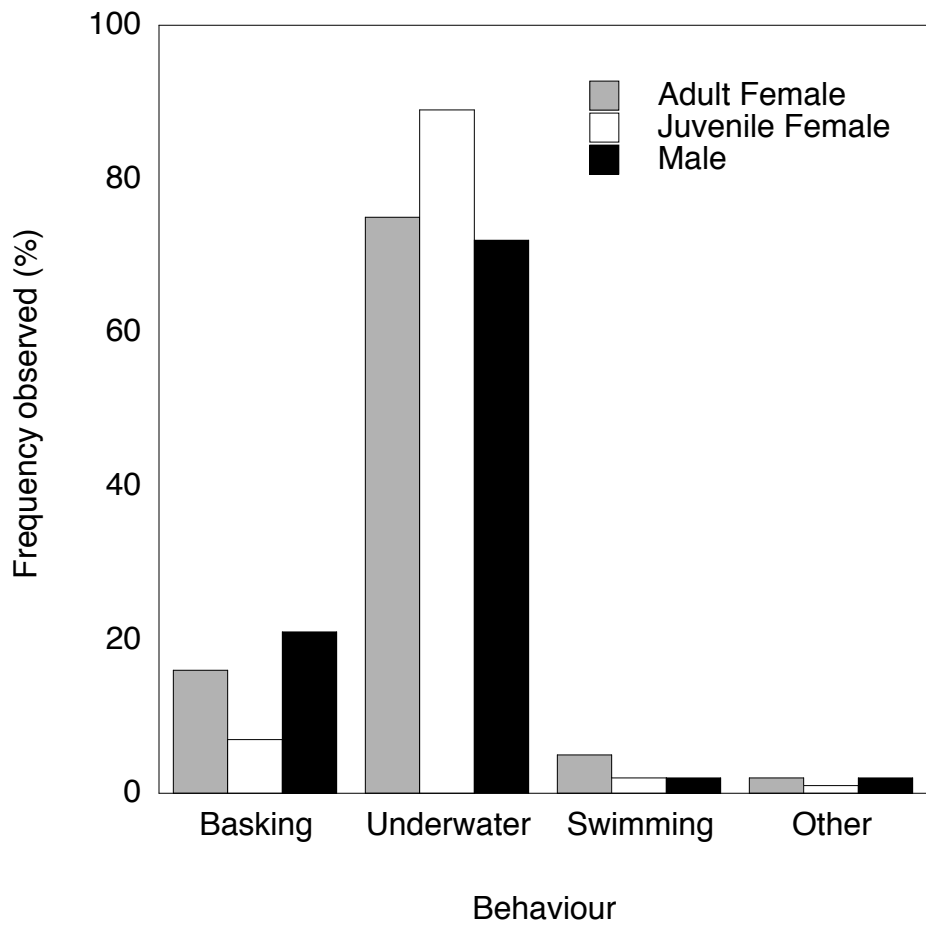 100
80
60
40
20
0
Frequency observed (%)
Adult Female
Juvenile Female
Male
Basking Underwater Swimming Other
Behaviour